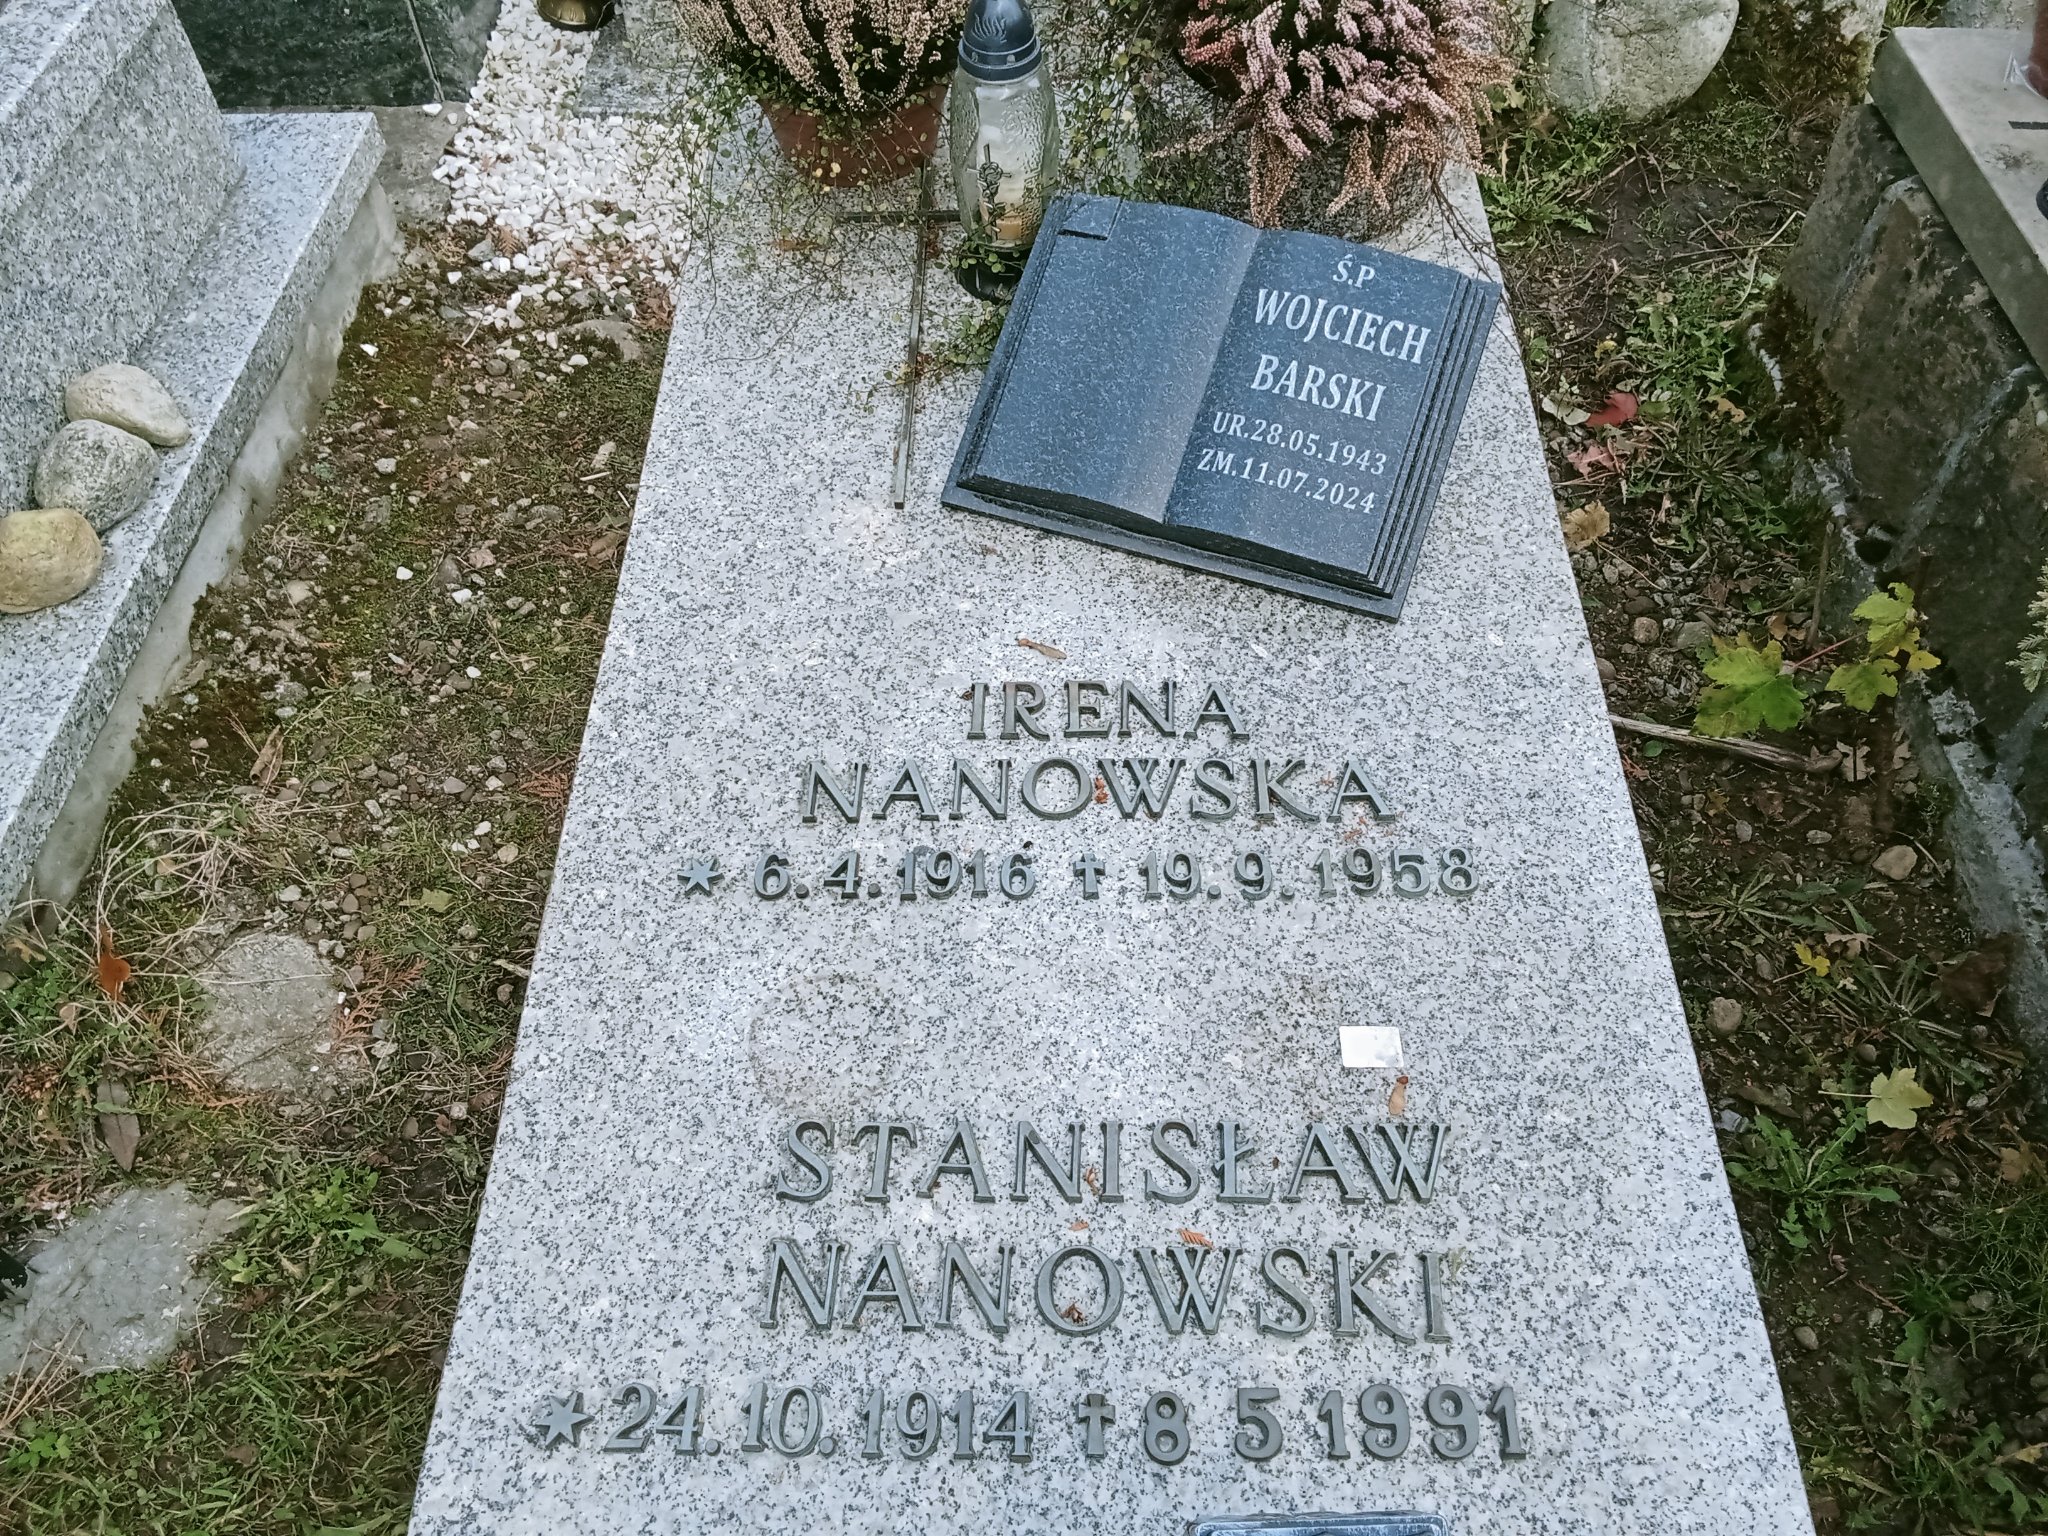 Ś.P
WOJCIECH
BARSKI
UR.28.05.1943
ZM.11.07.2024
IRENA
NANOWSKA
* 6.4.1916 ✝ 19.9.1958
STANISŁAW
NANOWSKI
* 24.10.1914 ✝ 8 5 1991